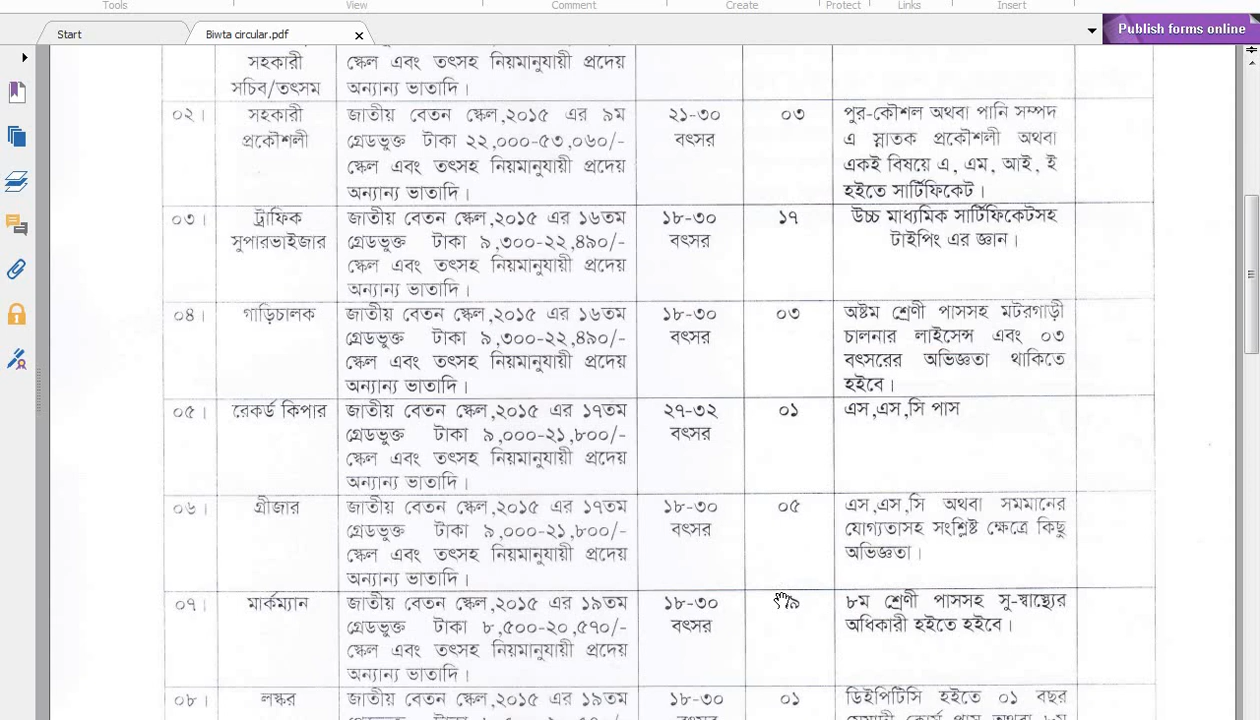 Tools View Comment Create Protect Links Insert
Start Biwta circular.pdf Publish forms online
সহকারী স্কেল এবং তৎসহ নিয়মানুযায়ী প্রদেয়
সচিব/তৎসম অন্যান্য ভাতাদি।
০২। সহকারী জাতীয় বেতন স্কেল,২০১৫ এর ৯ম ২১-৩০ ০৩ পুর-কৌশল অথবা পানি সম্পদ
প্রকৌশলী গ্রেডভুক্ত টাকা ২২,০০০-৫৩,০৬০/- বৎসর এ স্নাতক প্রকৌশলী অথবা
স্কেল এবং তৎসহ নিয়মানুযায়ী প্রদেয় একই বিষয়ে এ, এম, আই, ই
অন্যান্য ভাতাদি। হইতে সার্টিফিকেট।
০৩। ট্রাফিক জাতীয় বেতন স্কেল,২০১৫ এর ১৬তম ১৮-৩০ ১৭ উচ্চ মাধ্যমিক সার্টিফিকেটসহ
সুপারভাইজার গ্রেডভুক্ত টাকা ৯,৩০০-২২,৪৯০/- বৎসর টাইপিং এর জ্ঞান।
স্কেল এবং তৎসহ নিয়মানুযায়ী প্রদেয়
অন্যান্য ভাতাদি।
০৪। গাড়িচালক জাতীয় বেতন স্কেল,২০১৫ এর ১৬তম ১৮-৩০ ০৩ অষ্টম শ্রেণী পাসসহ মটরগাড়ী
গ্রেডভুক্ত টাকা ৯,৩০০-২২,৪৯০/- বৎসর চালনার লাইসেন্স এবং ০৩
স্কেল এবং তৎসহ নিয়মানুযায়ী প্রদেয় বৎসরের অভিজ্ঞতা থাকিতে
অন্যান্য ভাতাদি। হইবে।
০৫। রেকর্ড কিপার জাতীয় বেতন স্কেল,২০১৫ এর ১৭তম ২৭-৩২ ০১ এস,এস,সি পাস
গ্রেডভুক্ত টাকা ৯,০০০-২১,৮০০/- বৎসর
স্কেল এবং তৎসহ নিয়মানুযায়ী প্রদেয়
অন্যান্য ভাতাদি।
০৬। গ্রীজার জাতীয় বেতন স্কেল,২০১৫ এর ১৭তম ১৮-৩০ ০৫ এস,এস,সি অথবা সমমানের
গ্রেডভুক্ত টাকা ৯,০০০-২১,৮০০/- বৎসর যোগ্যতাসহ সংশ্লিষ্ট ক্ষেত্রে কিছু
স্কেল এবং তৎসহ নিয়মানুযায়ী প্রদেয় অভিজ্ঞতা।
অন্যান্য ভাতাদি।
০৭। মার্কম্যান জাতীয় বেতন স্কেল,২০১৫ এর ১৯তম ১৮-৩০ ৮ম শ্রেণী পাসসহ সু-স্বাস্থ্যের
গ্রেডভুক্ত টাকা ৮,৫০০-২০,৫৭০/- বৎসর অধিকারী হইতে হইবে।
স্কেল এবং তৎসহ নিয়মানুযায়ী প্রদেয়
অন্যান্য ভাতাদি।
০৮। লস্কর জাতীয় বেতন স্কেল,২০১৫ এর ১৯তম ১৮-৩০ ০১ ডিইপিটিসি হইতে ০১ বছর